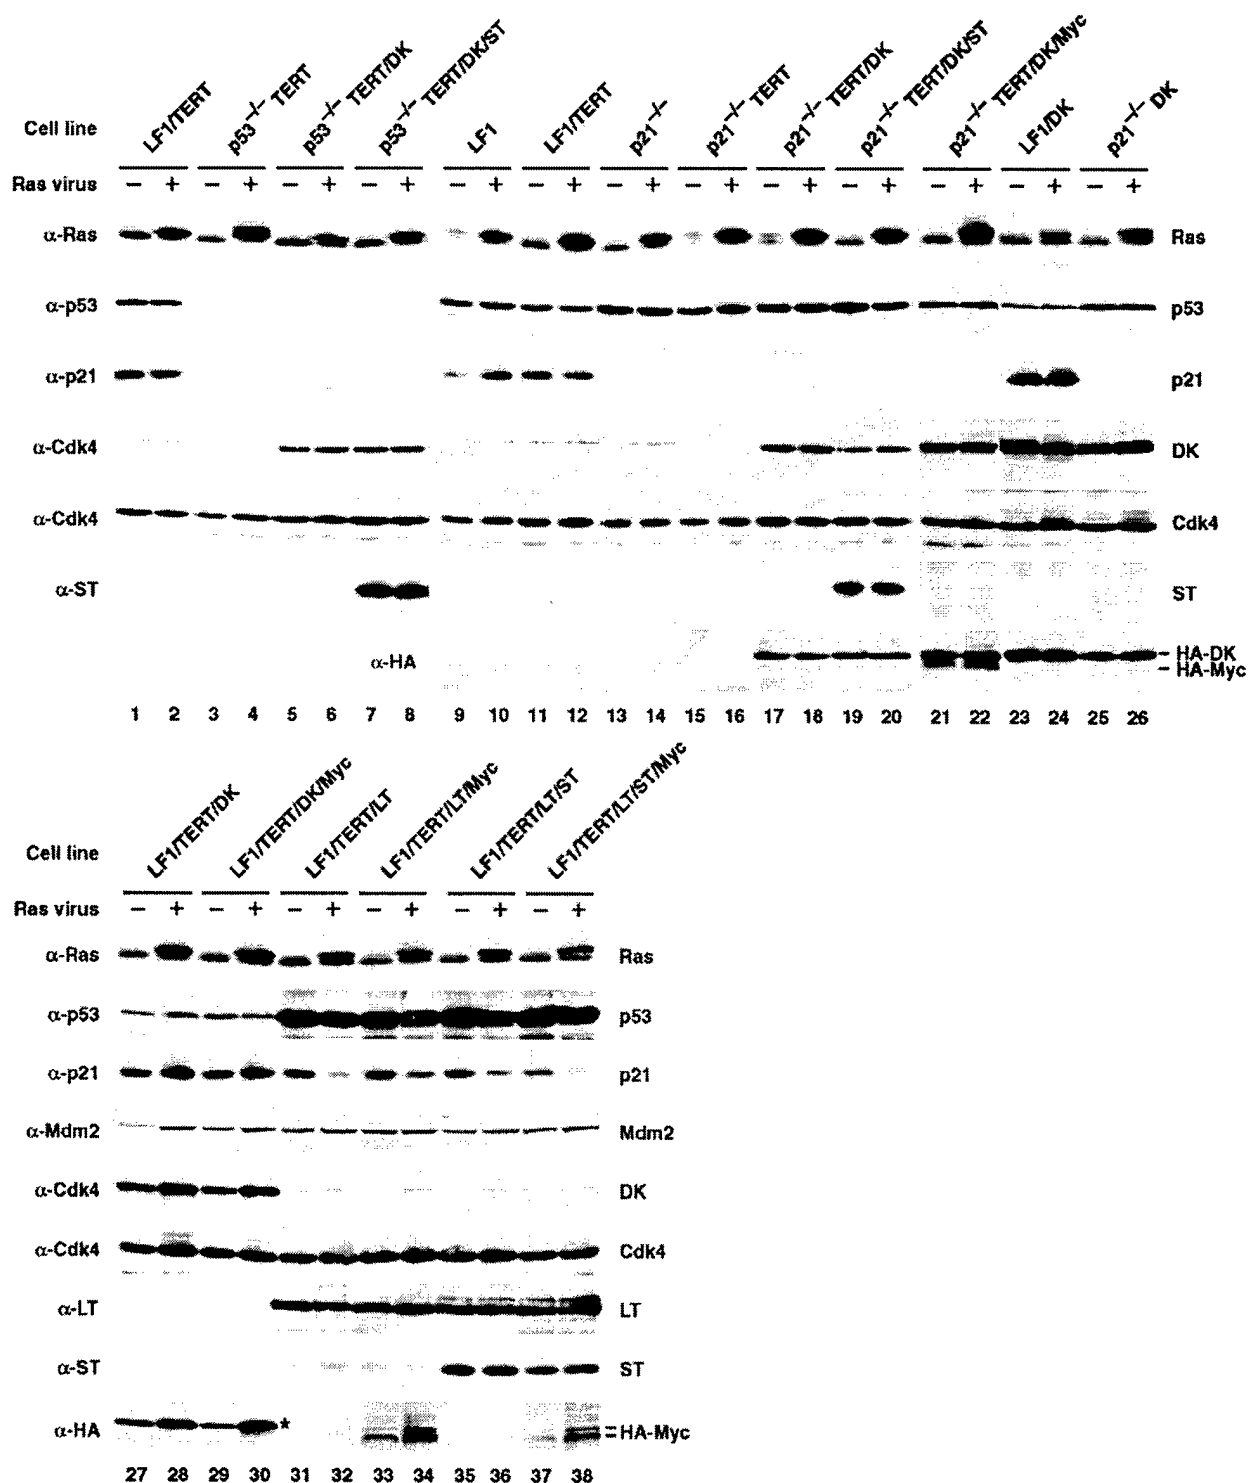 LF1/TERT p53-/- TERT p53-/- TERT/DK p53-/- TERT/DK/ST LF1 LF1/TERT p21-/- p21-/- TERT p21-/- TERT/DK p21-/- TERT/DK/ST p21-/- TERT/DK/Myc LF1/DK p21-/- DK
Cell line
Ras virus − + − + − + − + − + − + − + − + − + − + − + − + − +
α-Ras Ras
α-p53 p53
α-p21 p21
α-Cdk4 DK
α-Cdk4 Cdk4
α-ST ST
α-HA HA-DK
HA-Myc
1 2 3 4 5 6 7 8 9 10 11 12 13 14 15 16 17 18 19 20 21 22 23 24 25 26
LF1/TERT/DK LF1/TERT/DK/Myc LF1/TERT/LT LF1/TERT/LT/Myc LF1/TERT/LT/ST LF1/TERT/LT/ST/Myc
Cell line
Ras virus − + − + − + − + − + − +
α-Ras Ras
α-p53 p53
α-p21 p21
α-Mdm2 Mdm2
α-Cdk4 DK
α-Cdk4 Cdk4
α-LT LT
α-ST ST
α-HA * HA-Myc
27 28 29 30 31 32 33 34 35 36 37 38